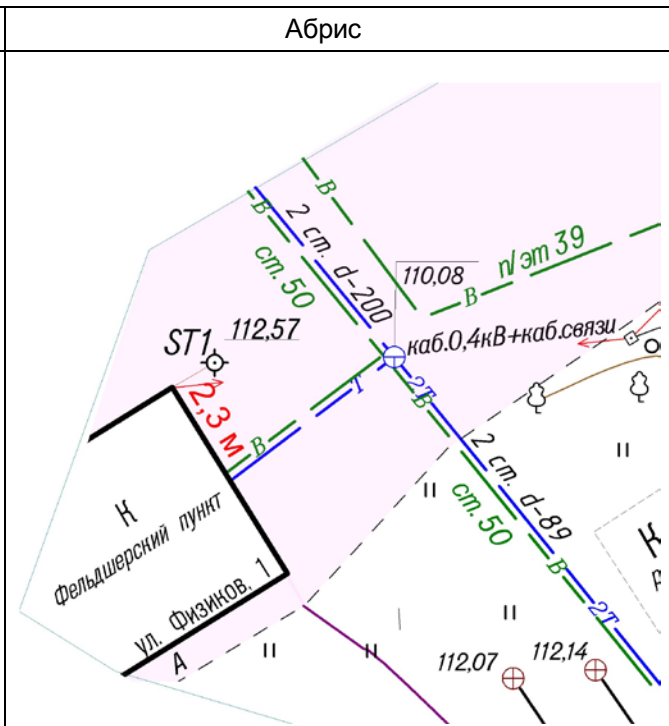 Абрис
В
В
2 ст. d-200
ст. 50
110,08
п/эт 39
В
ST1
112,57
каб.0,4кВ+каб.связи
2,3 м
Т
2Т
В
В
К
Фельдшерский пункт
ул. Физиков. 1
А
2 ст. d-89
ст. 50
В
2Т
К
112,07
112,14